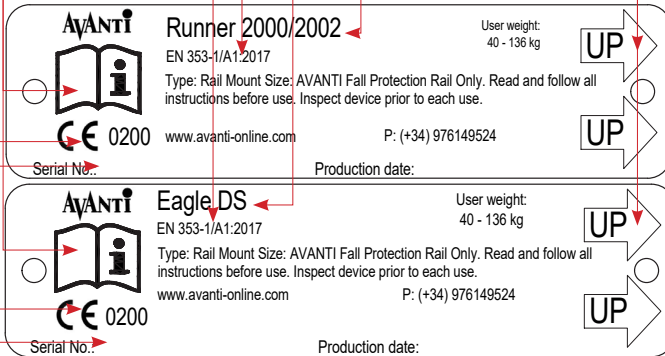 AVANTi
Runner 2000/2002
User weight:
40 - 136 kg
EN 353-1/A1:2017
UP
Type: Rail Mount Size: AVANTI Fall Protection Rail Only. Read and follow all
instructions before use. Inspect device prior to each use.
i
CE 0200
www.avanti-online.com
P: (+34) 976149524
UP
Serial No.:
Production date:
AVANTi
Eagle DS
User weight:
40 - 136 kg
EN 353-1/A1:2017
UP
Type: Rail Mount Size: AVANTI Fall Protection Rail Only. Read and follow all
instructions before use. Inspect device prior to each use.
i
www.avanti-online.com
P: (+34) 976149524
CE 0200
UP
Serial No.:
Production date: